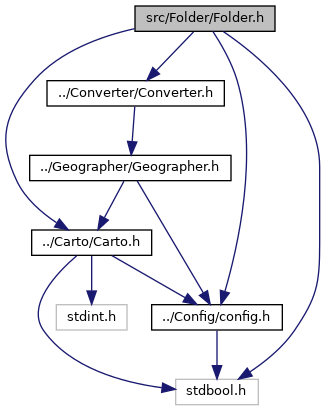 src/Folder/Folder.h
../Converter/Converter.h
../Geographer/Geographer.h
../Carto/Carto.h
stdint.h
../Config/config.h
stdbool.h